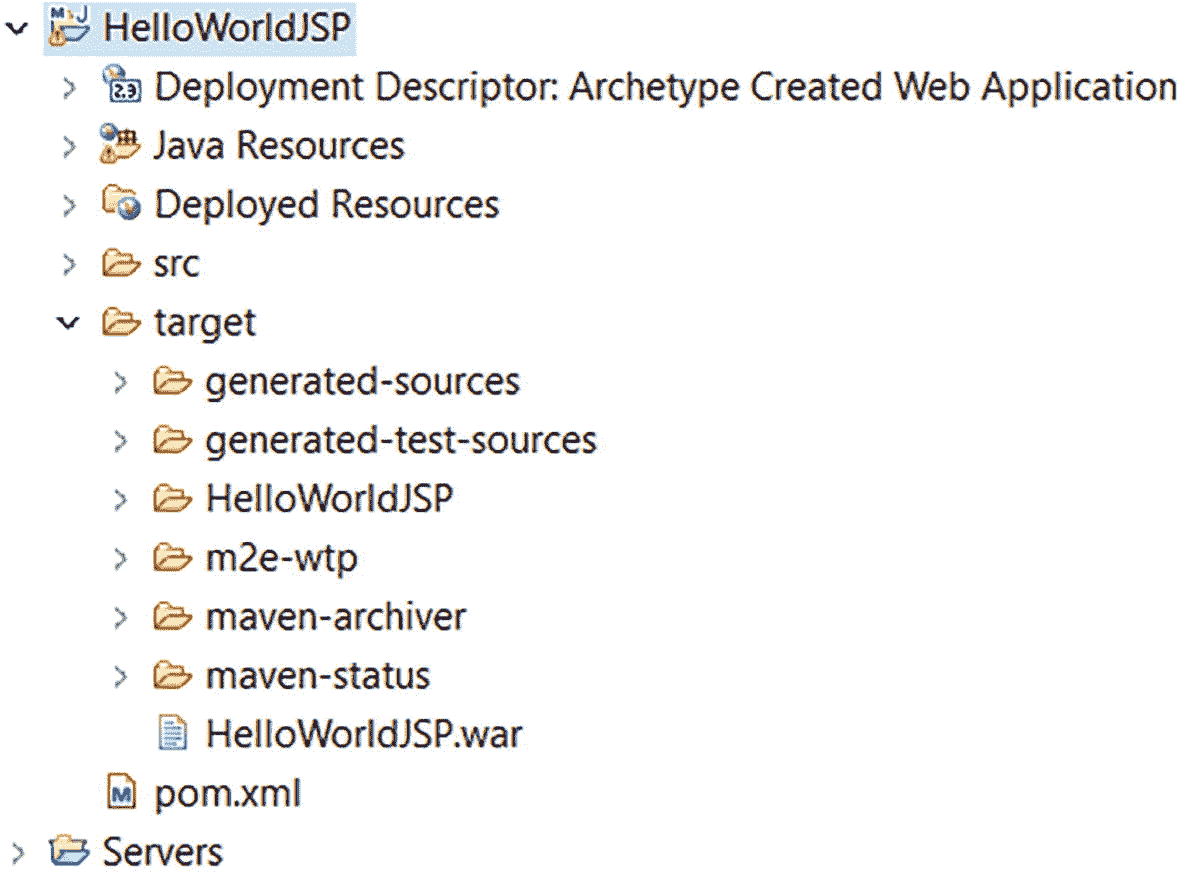 HelloWorldJSP
Deployment Descriptor: Archetype Created Web Application
Java Resources
Deployed Resources
src
target
generated-sources
generated-test-sources
HelloWorldJSP
m2e-wtp
maven-archiver
maven-status
HelloWorldJSP.war
pom.xml
Servers